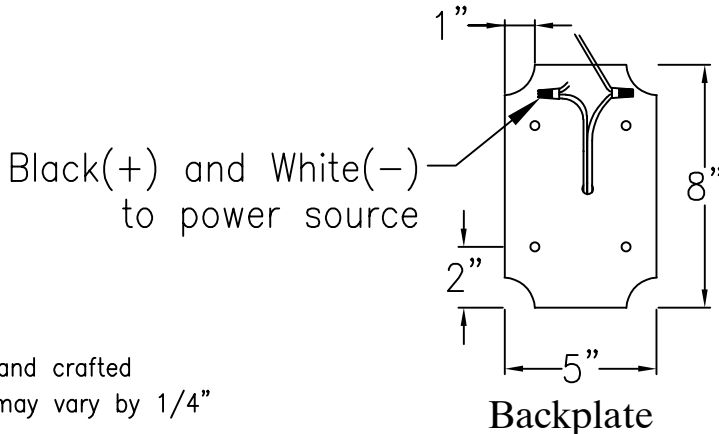 1”
Black(+) and White(−)
to power source
8”
2”
5”
and crafted
may vary by 1/4”
Backplate